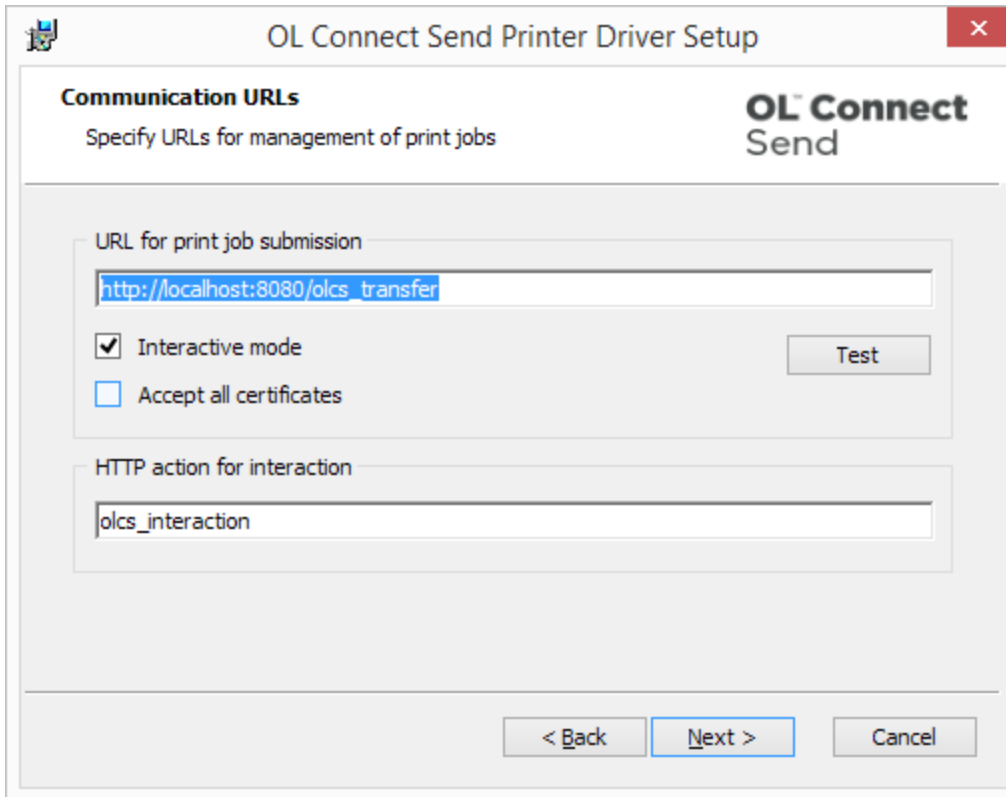 OL Connect Send Printer Driver Setup
Communication URLs
Specify URLs for management of print jobs
OL™ Connect
Send
URL for print job submission
http://localhost:8080/olcs_transfer
Interactive mode
Test
Accept all certificates
HTTP action for interaction
olcs_interaction
< Back
Next >
Cancel